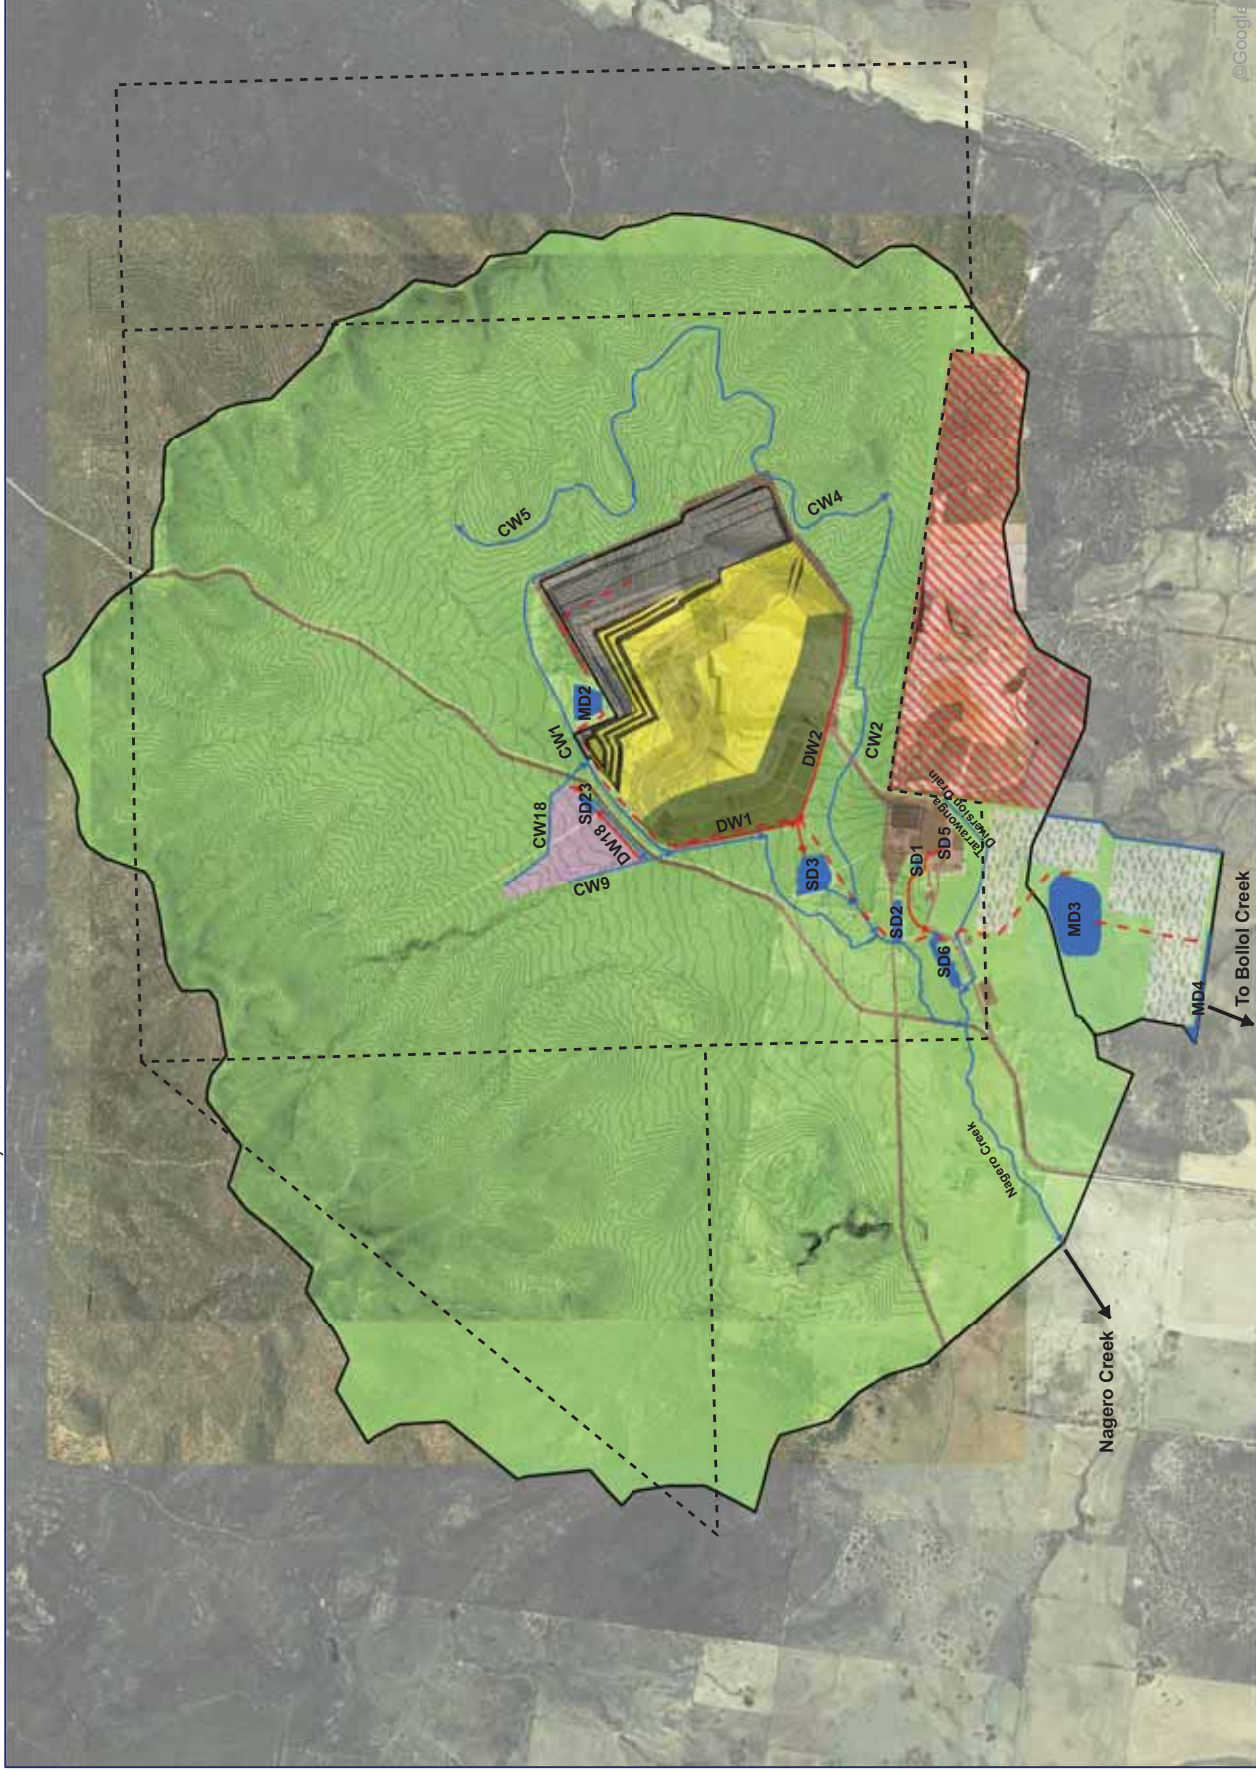 ©Google
CW5
CW4
MD2
CW1
CW18
SD23
DW18
CW9
DW1
DW2
CW2
SD3
SD1
SD5
SD2
SD6
Tarrawonga
Diversion Drain
MD3
MD4
To Bollol Creek
Nagero Creek
Nagero Creek